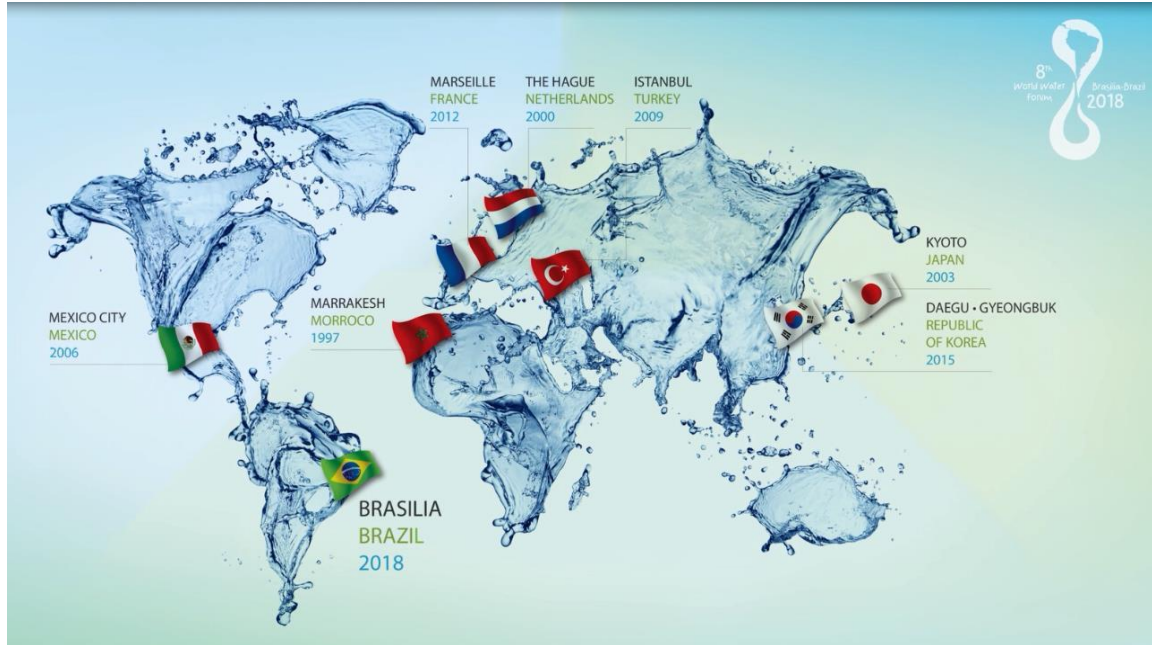 8th
World Water
Forum
Brasilia-Brazil
2018
MARSEILLE
FRANCE
2012
THE HAGUE
NETHERLANDS
2000
ISTANBUL
TURKEY
2009
KYOTO
JAPAN
2003
DAEGU • GYEONGBUK
REPUBLIC
OF KOREA
2015
MARRAKESH
MORROCO
1997
MEXICO CITY
MEXICO
2006
BRASILIA
BRAZIL
2018